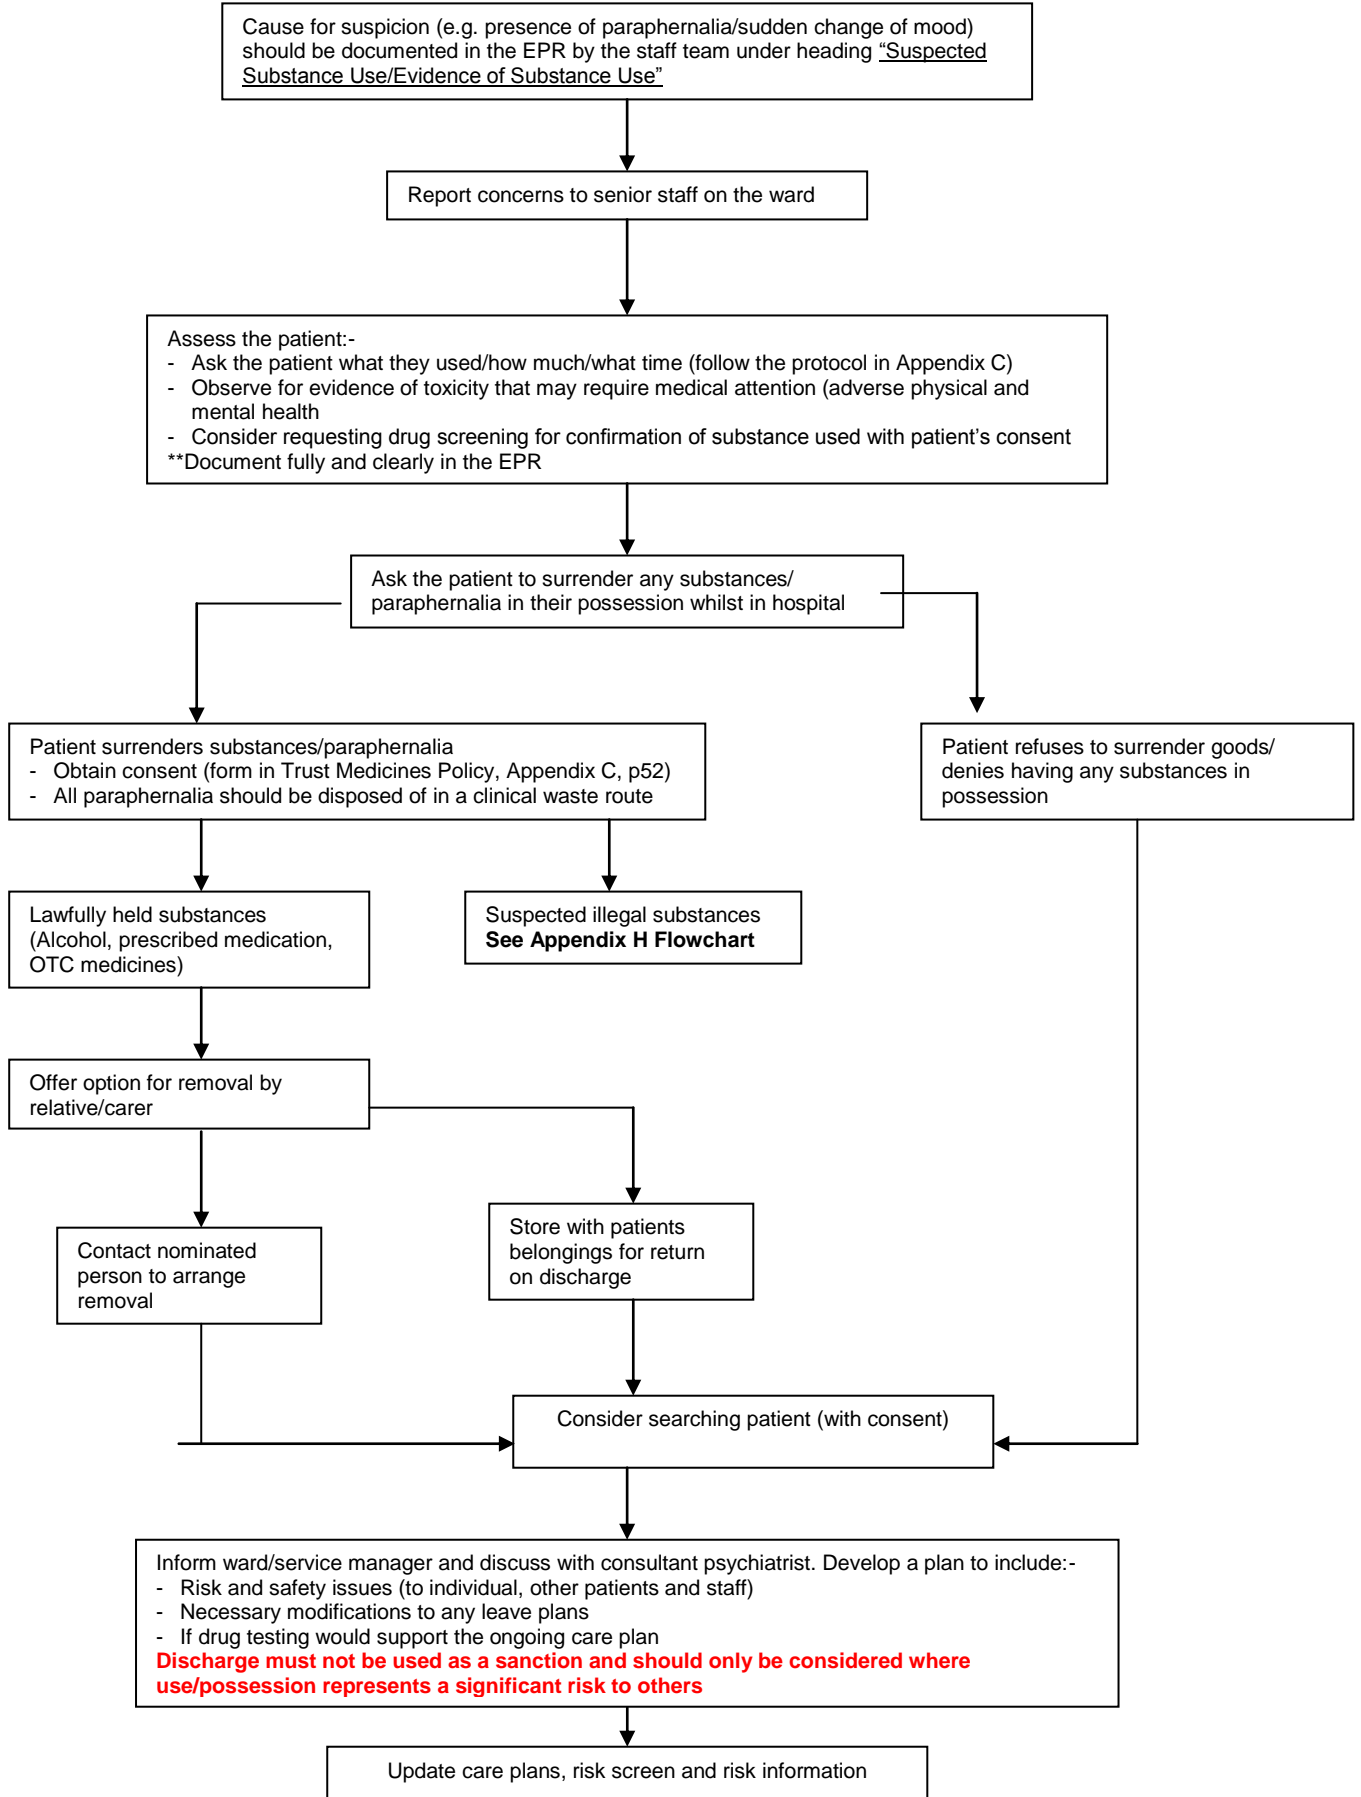 Cause for suspicion (e.g. presence of paraphernalia/sudden change of mood)
should be documented in the EPR by the staff team under heading “Suspected
Substance Use/Evidence of Substance Use”
Report concerns to senior staff on the ward
Assess the patient:-
- Ask the patient what they used/how much/what time (follow the protocol in Appendix C)
- Observe for evidence of toxicity that may require medical attention (adverse physical and
mental health
- Consider requesting drug screening for confirmation of substance used with patient’s consent
**Document fully and clearly in the EPR
Ask the patient to surrender any substances/
paraphernalia in their possession whilst in hospital
Patient surrenders substances/paraphernalia
- Obtain consent (form in Trust Medicines Policy, Appendix C, p52)
- All paraphernalia should be disposed of in a clinical waste route
Patient refuses to surrender goods/
denies having any substances in
possession
Lawfully held substances
(Alcohol, prescribed medication,
OTC medicines)
Suspected illegal substances
See Appendix H Flowchart
Offer option for removal by
relative/carer
Contact nominated
person to arrange
removal
Store with patients
belongings for return
on discharge
Consider searching patient (with consent)
Inform ward/service manager and discuss with consultant psychiatrist. Develop a plan to include:-
- Risk and safety issues (to individual, other patients and staff)
- Necessary modifications to any leave plans
- If drug testing would support the ongoing care plan
Discharge must not be used as a sanction and should only be considered where
use/possession represents a significant risk to others
Update care plans, risk screen and risk information